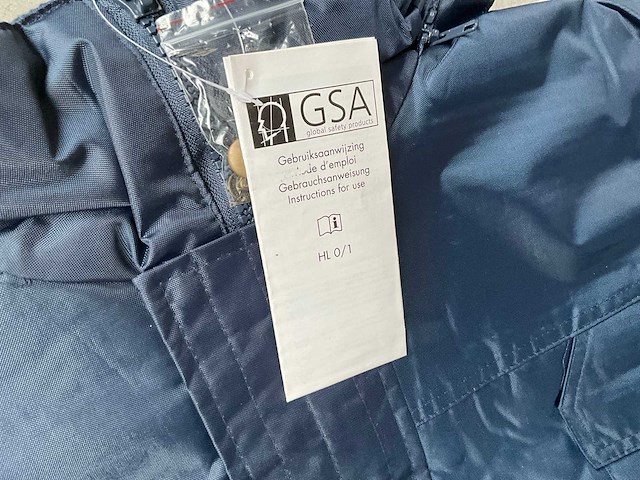 GSA
global safety products
Gebruiksaanwijzing
d'emploi
Gebrauchsanweisung
Instructions for use
HL 0/1